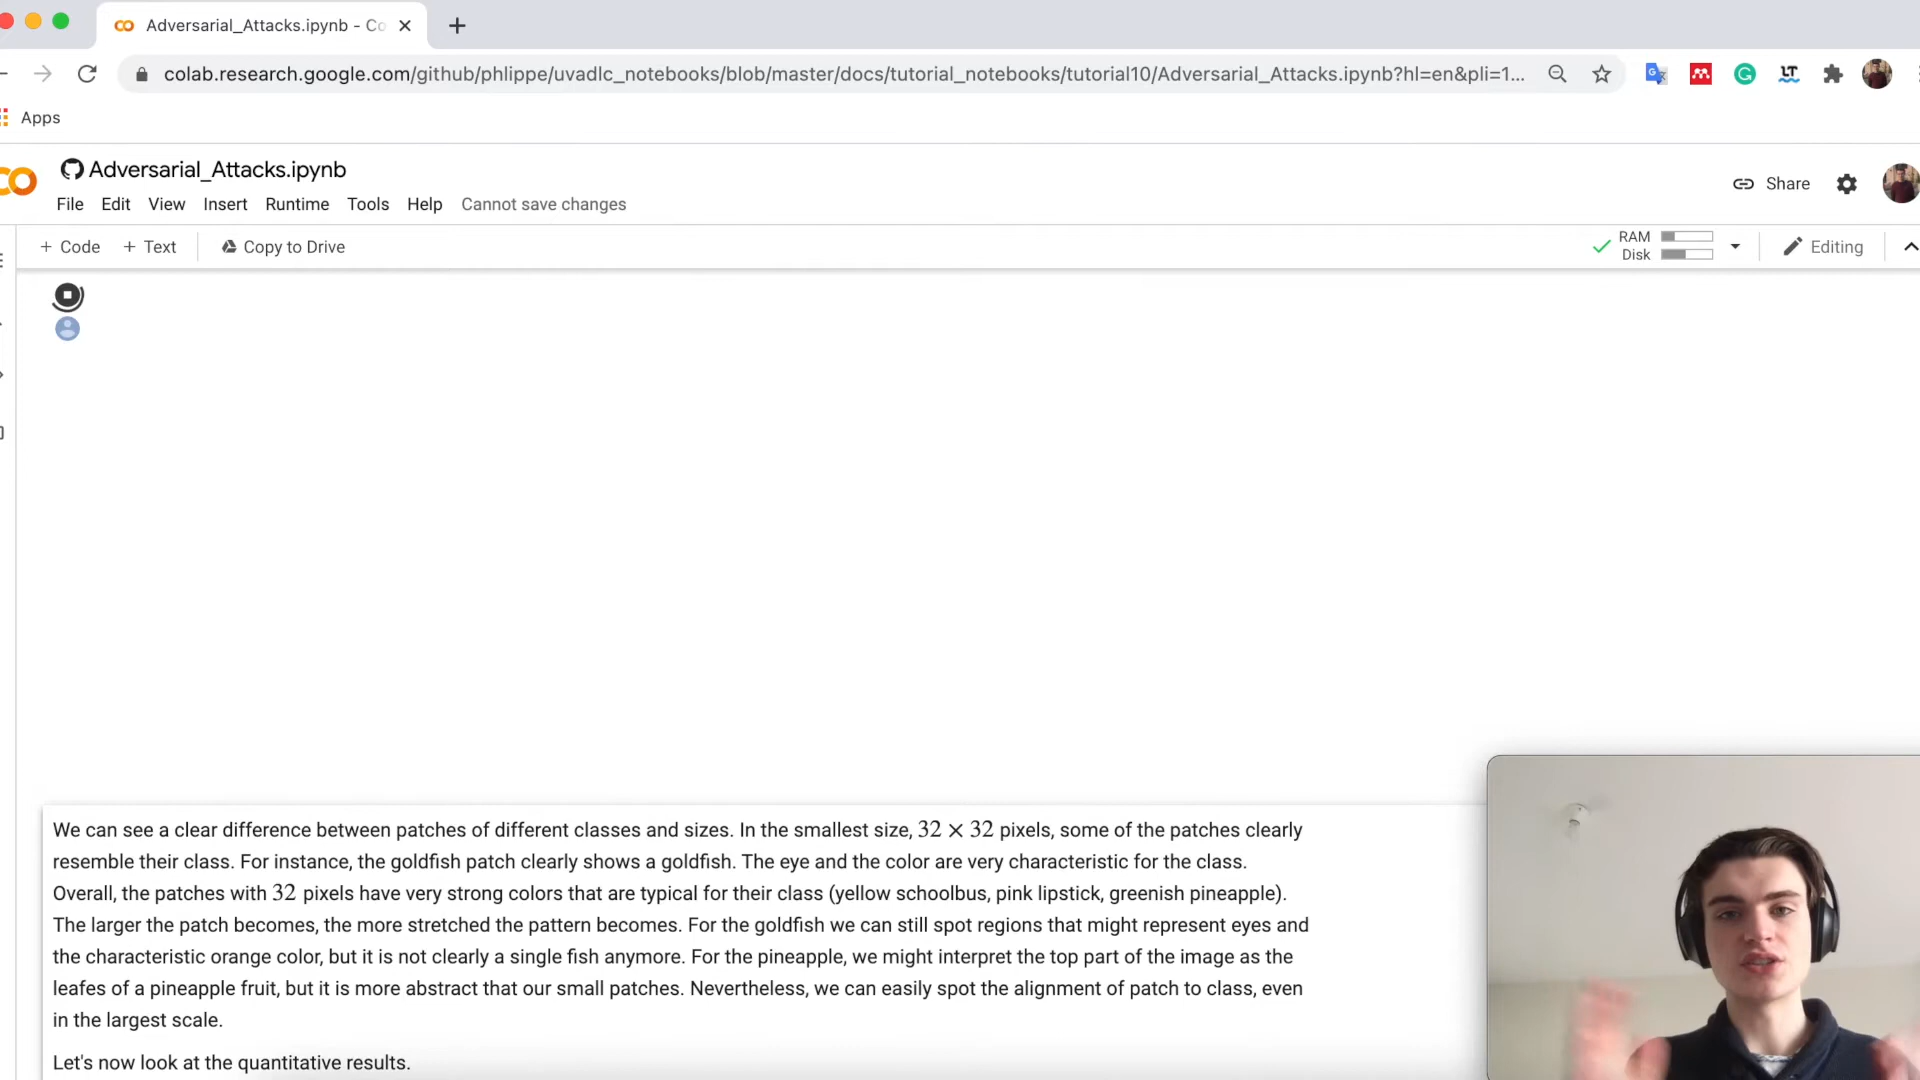 Adversarial_Attacks.ipynb - Co
colab.research.google.com/github/phlippe/uvadlc_notebooks/blob/master/docs/tutorial_notebooks/tutorial10/Adversarial_Attacks.ipynb?hl=en&pli=1...
Apps
Adversarial_Attacks.ipynb
Share
File Edit View Insert Runtime Tools Help Cannot save changes
+ Code + Text Copy to Drive
RAM
Disk
Editing
We can see a clear difference between patches of different classes and sizes. In the smallest size, 32 × 32 pixels, some of the patches clearly
resemble their class. For instance, the goldfish patch clearly shows a goldfish. The eye and the color are very characteristic for the class.
Overall, the patches with 32 pixels have very strong colors that are typical for their class (yellow schoolbus, pink lipstick, greenish pineapple).
The larger the patch becomes, the more stretched the pattern becomes. For the goldfish we can still spot regions that might represent eyes and
the characteristic orange color, but it is not clearly a single fish anymore. For the pineapple, we might interpret the top part of the image as the
leafes of a pineapple fruit, but it is more abstract that our small patches. Nevertheless, we can easily spot the alignment of patch to class, even
in the largest scale.
Let's now look at the quantitative results.